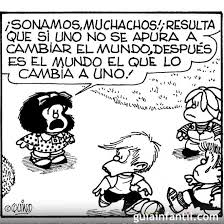 ¡SONAMOS, MUCHACHOS!¡RESULTA
QUE SI UNO NO SE APURA A
CAMBIAR EL MUNDO, DESPUÉS
ES EL MUNDO EL QUE LO
CAMBIA A UNO!
©QUINO
guiainfantil.com